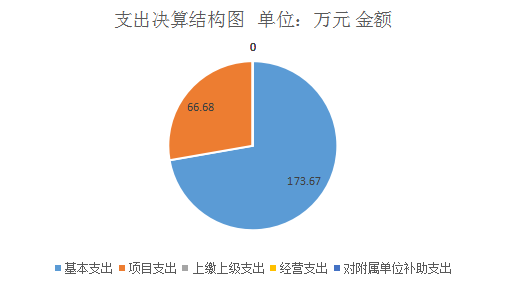 支出决算结构图 单位：万元 金额
0
66.68
173.67
基本支出 项目支出 上缴上级支出 经营支出 对附属单位补助支出